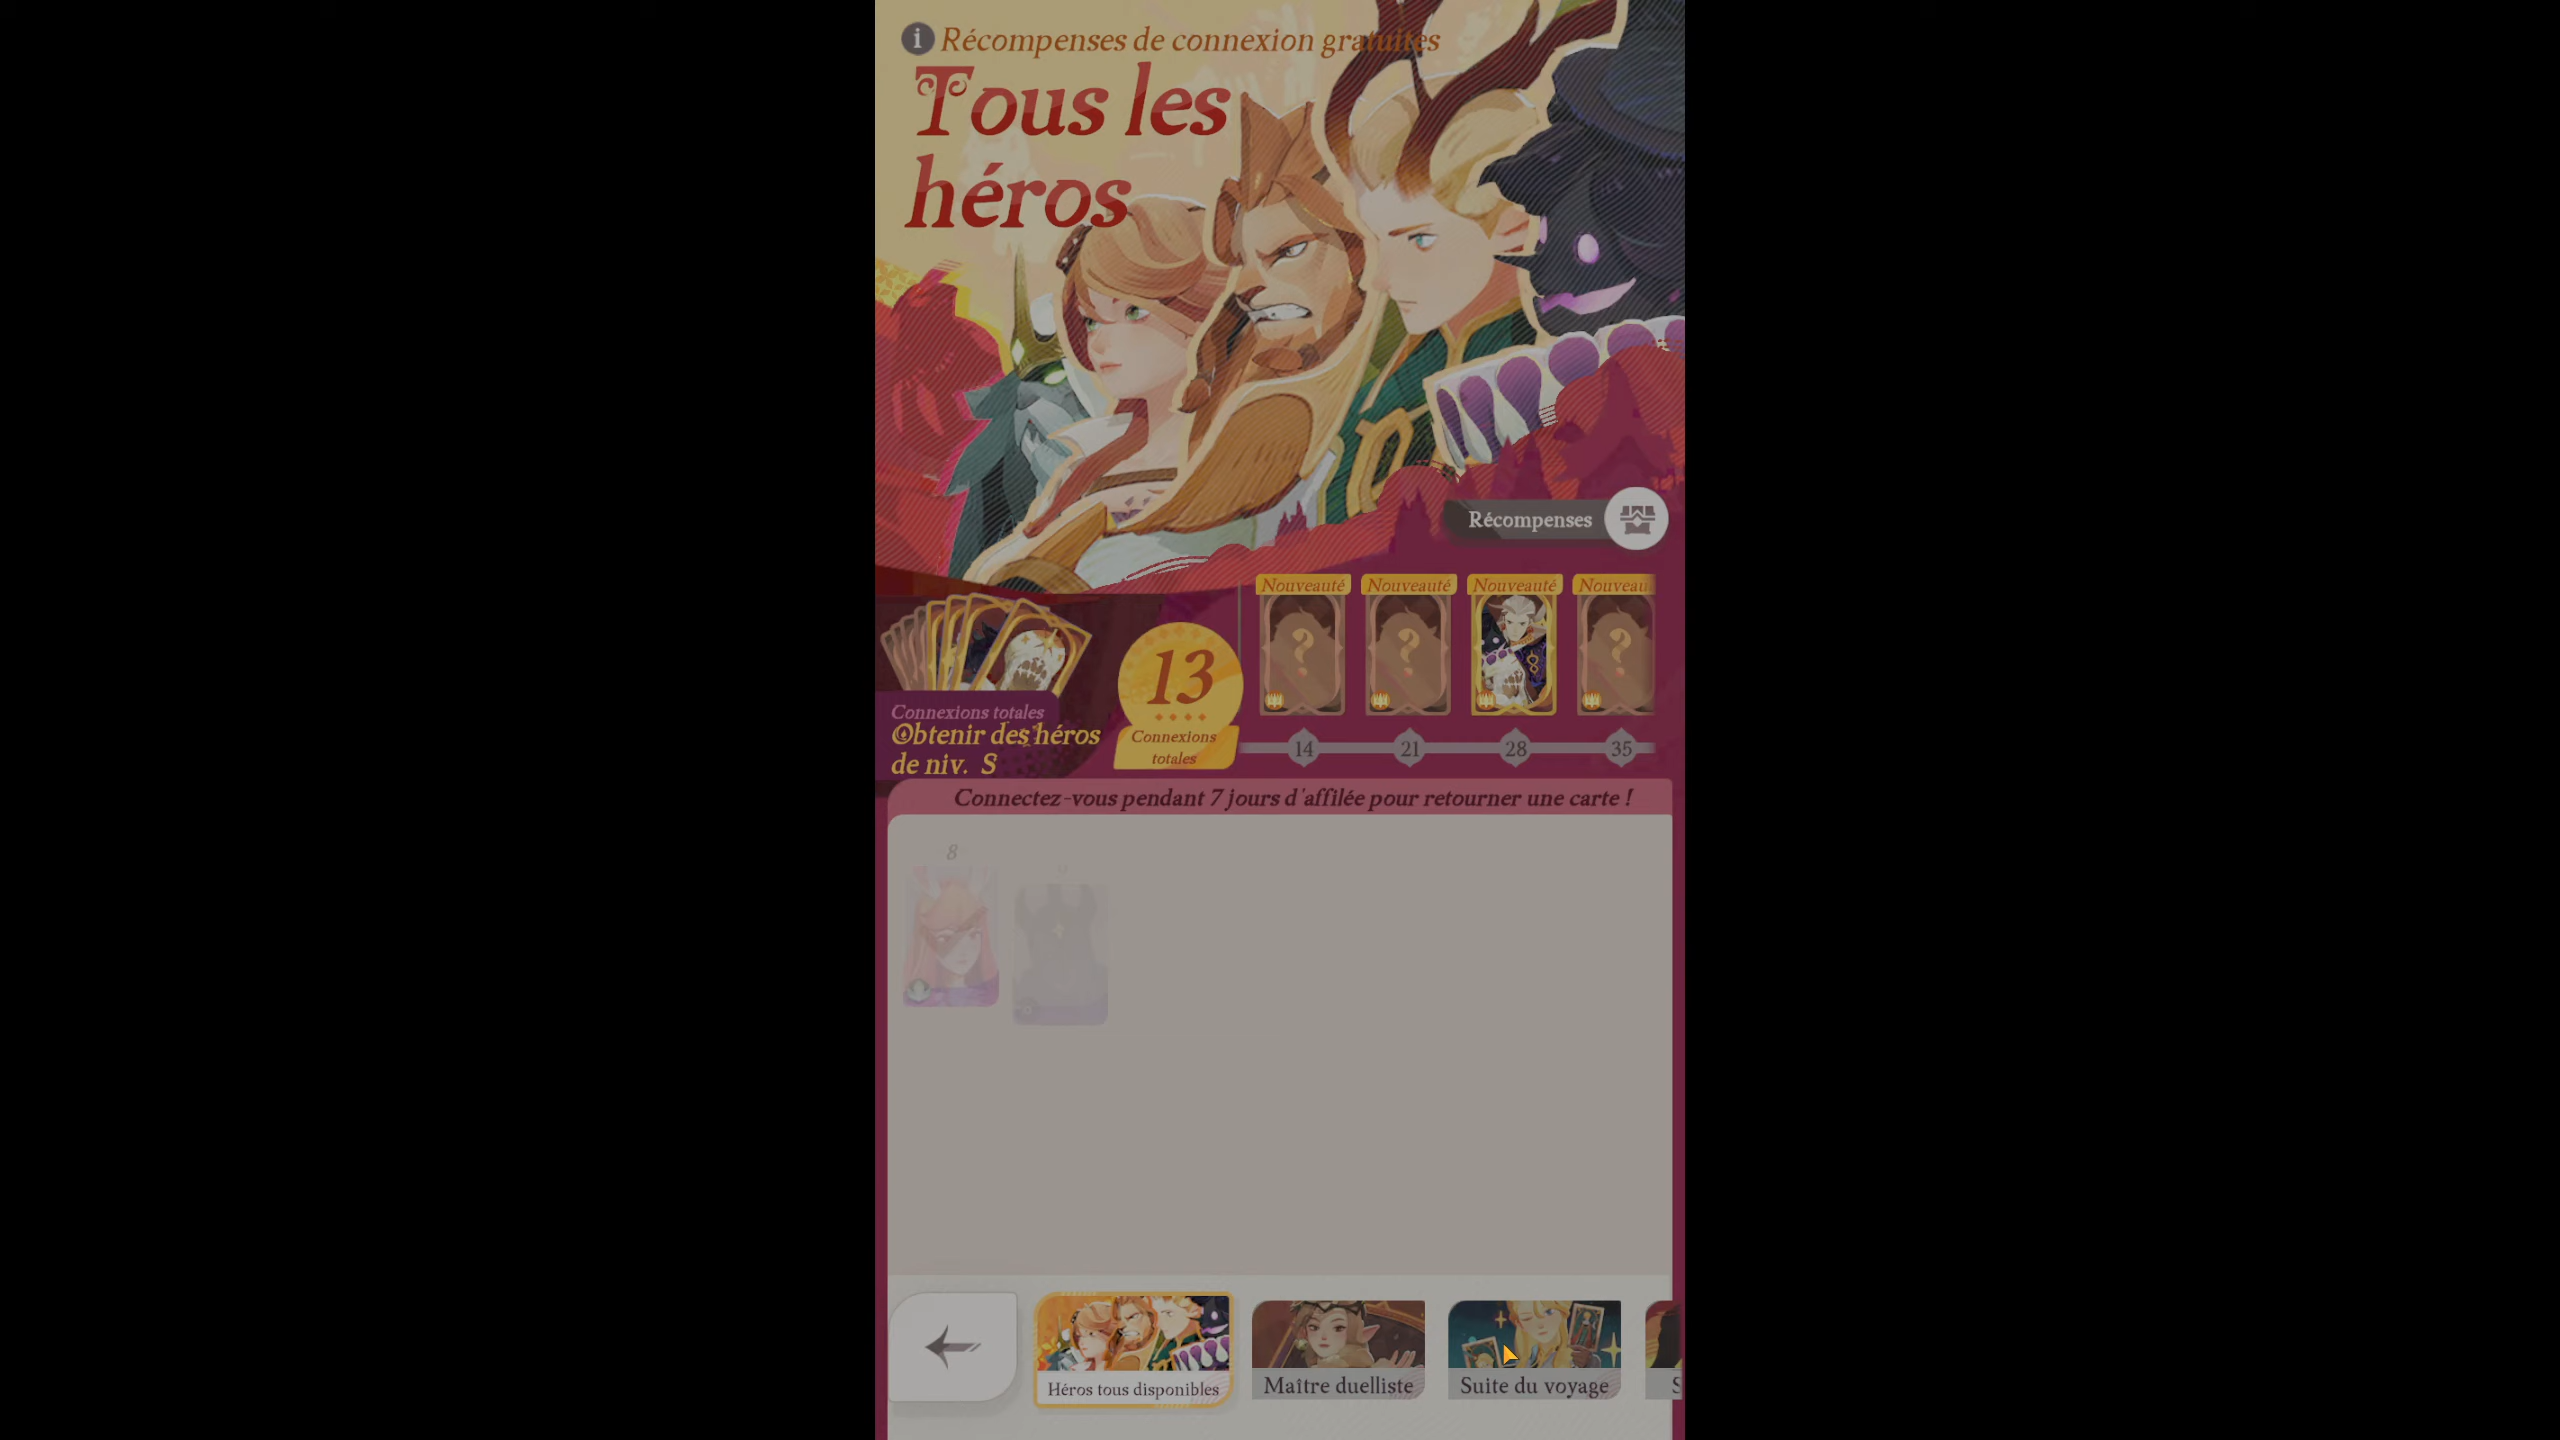 i Récompenses de connexion gratuites
Tous les
héros
Récompenses
Nouveauté Nouveauté Nouveauté Nouveau
13
Connexions
totales
Connexions totales
Obtenir des héros
de niv. S
14 21 28 35
Connectez-vous pendant 7 jours d'affilée pour retourner une carte !
8
Héros tous disponibles
Maître duelliste
Suite du voyage
S